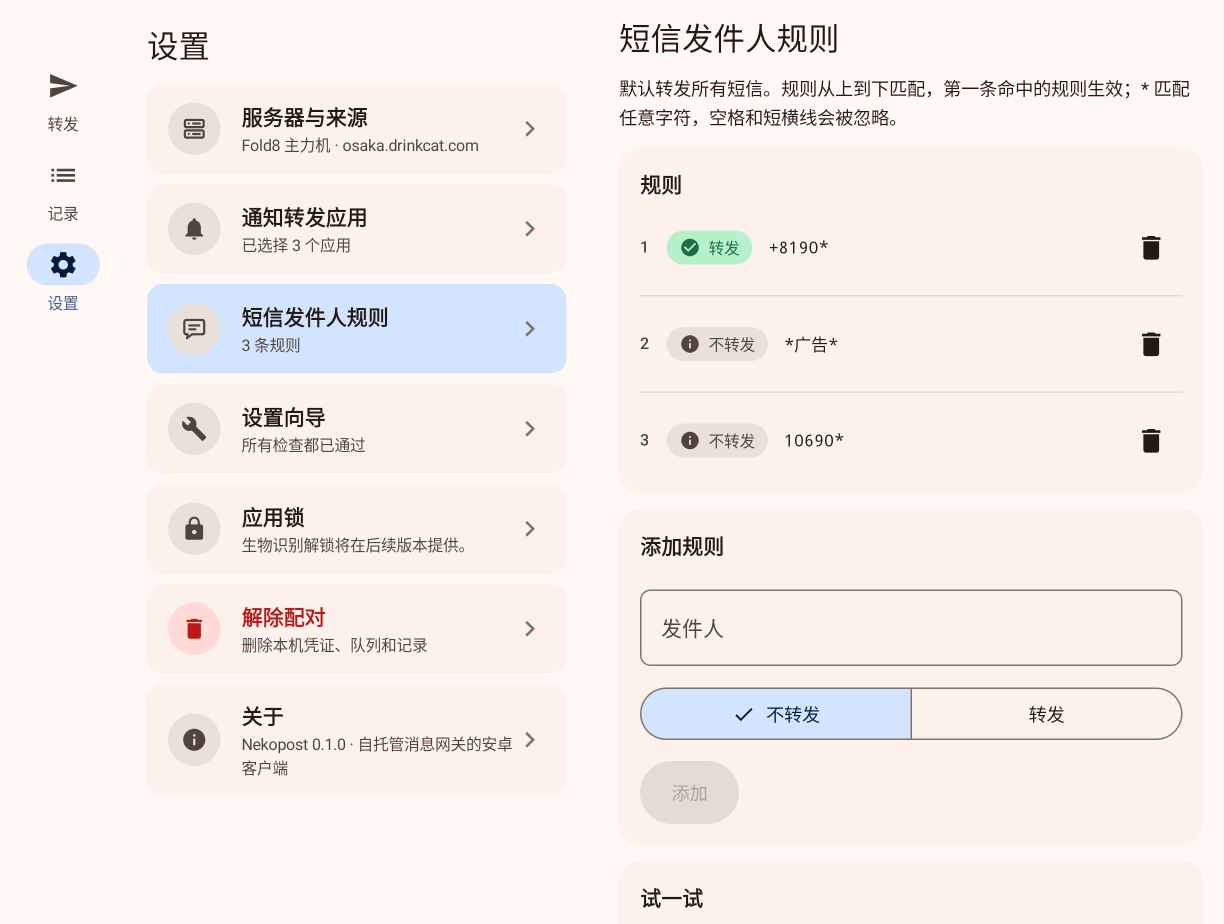 转发
记录
设置
设置
服务器与来源
Fold8 主力机 · osaka.drinkcat.com
通知转发应用
已选择 3 个应用
短信发件人规则
3 条规则
设置向导
所有检查都已通过
应用锁
生物识别解锁将在后续版本提供。
解除配对
删除本机凭证、队列和记录
关于
Nekopost 0.1.0 · 自托管消息网关的安卓
客户端
短信发件人规则
默认转发所有短信。规则从上到下匹配，第一条命中的规则生效；* 匹配
任意字符，空格和短横线会被忽略。
规则
1 转发 +8190*
2 不转发 *广告*
3 不转发 10690*
添加规则
发件人
不转发 转发
添加
试一试